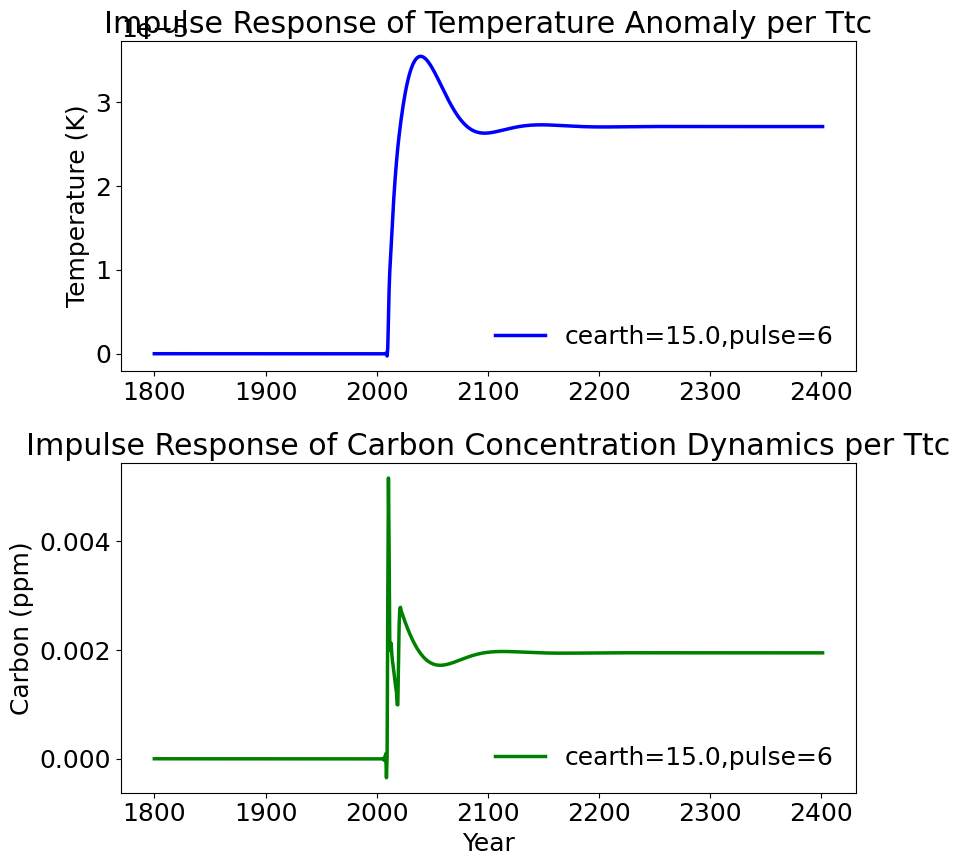 Impulse Response of Temperature Anomaly per Ttc
1e−5
Temperature (K)
3
2
1
0
cearth=15.0,pulse=6
1800 1900 2000 2100 2200 2300 2400
Impulse Response of Carbon Concentration Dynamics per Ttc
Carbon (ppm)
0.004
0.002
0.000
cearth=15.0,pulse=6
1800 1900 2000 2100 2200 2300 2400
Year